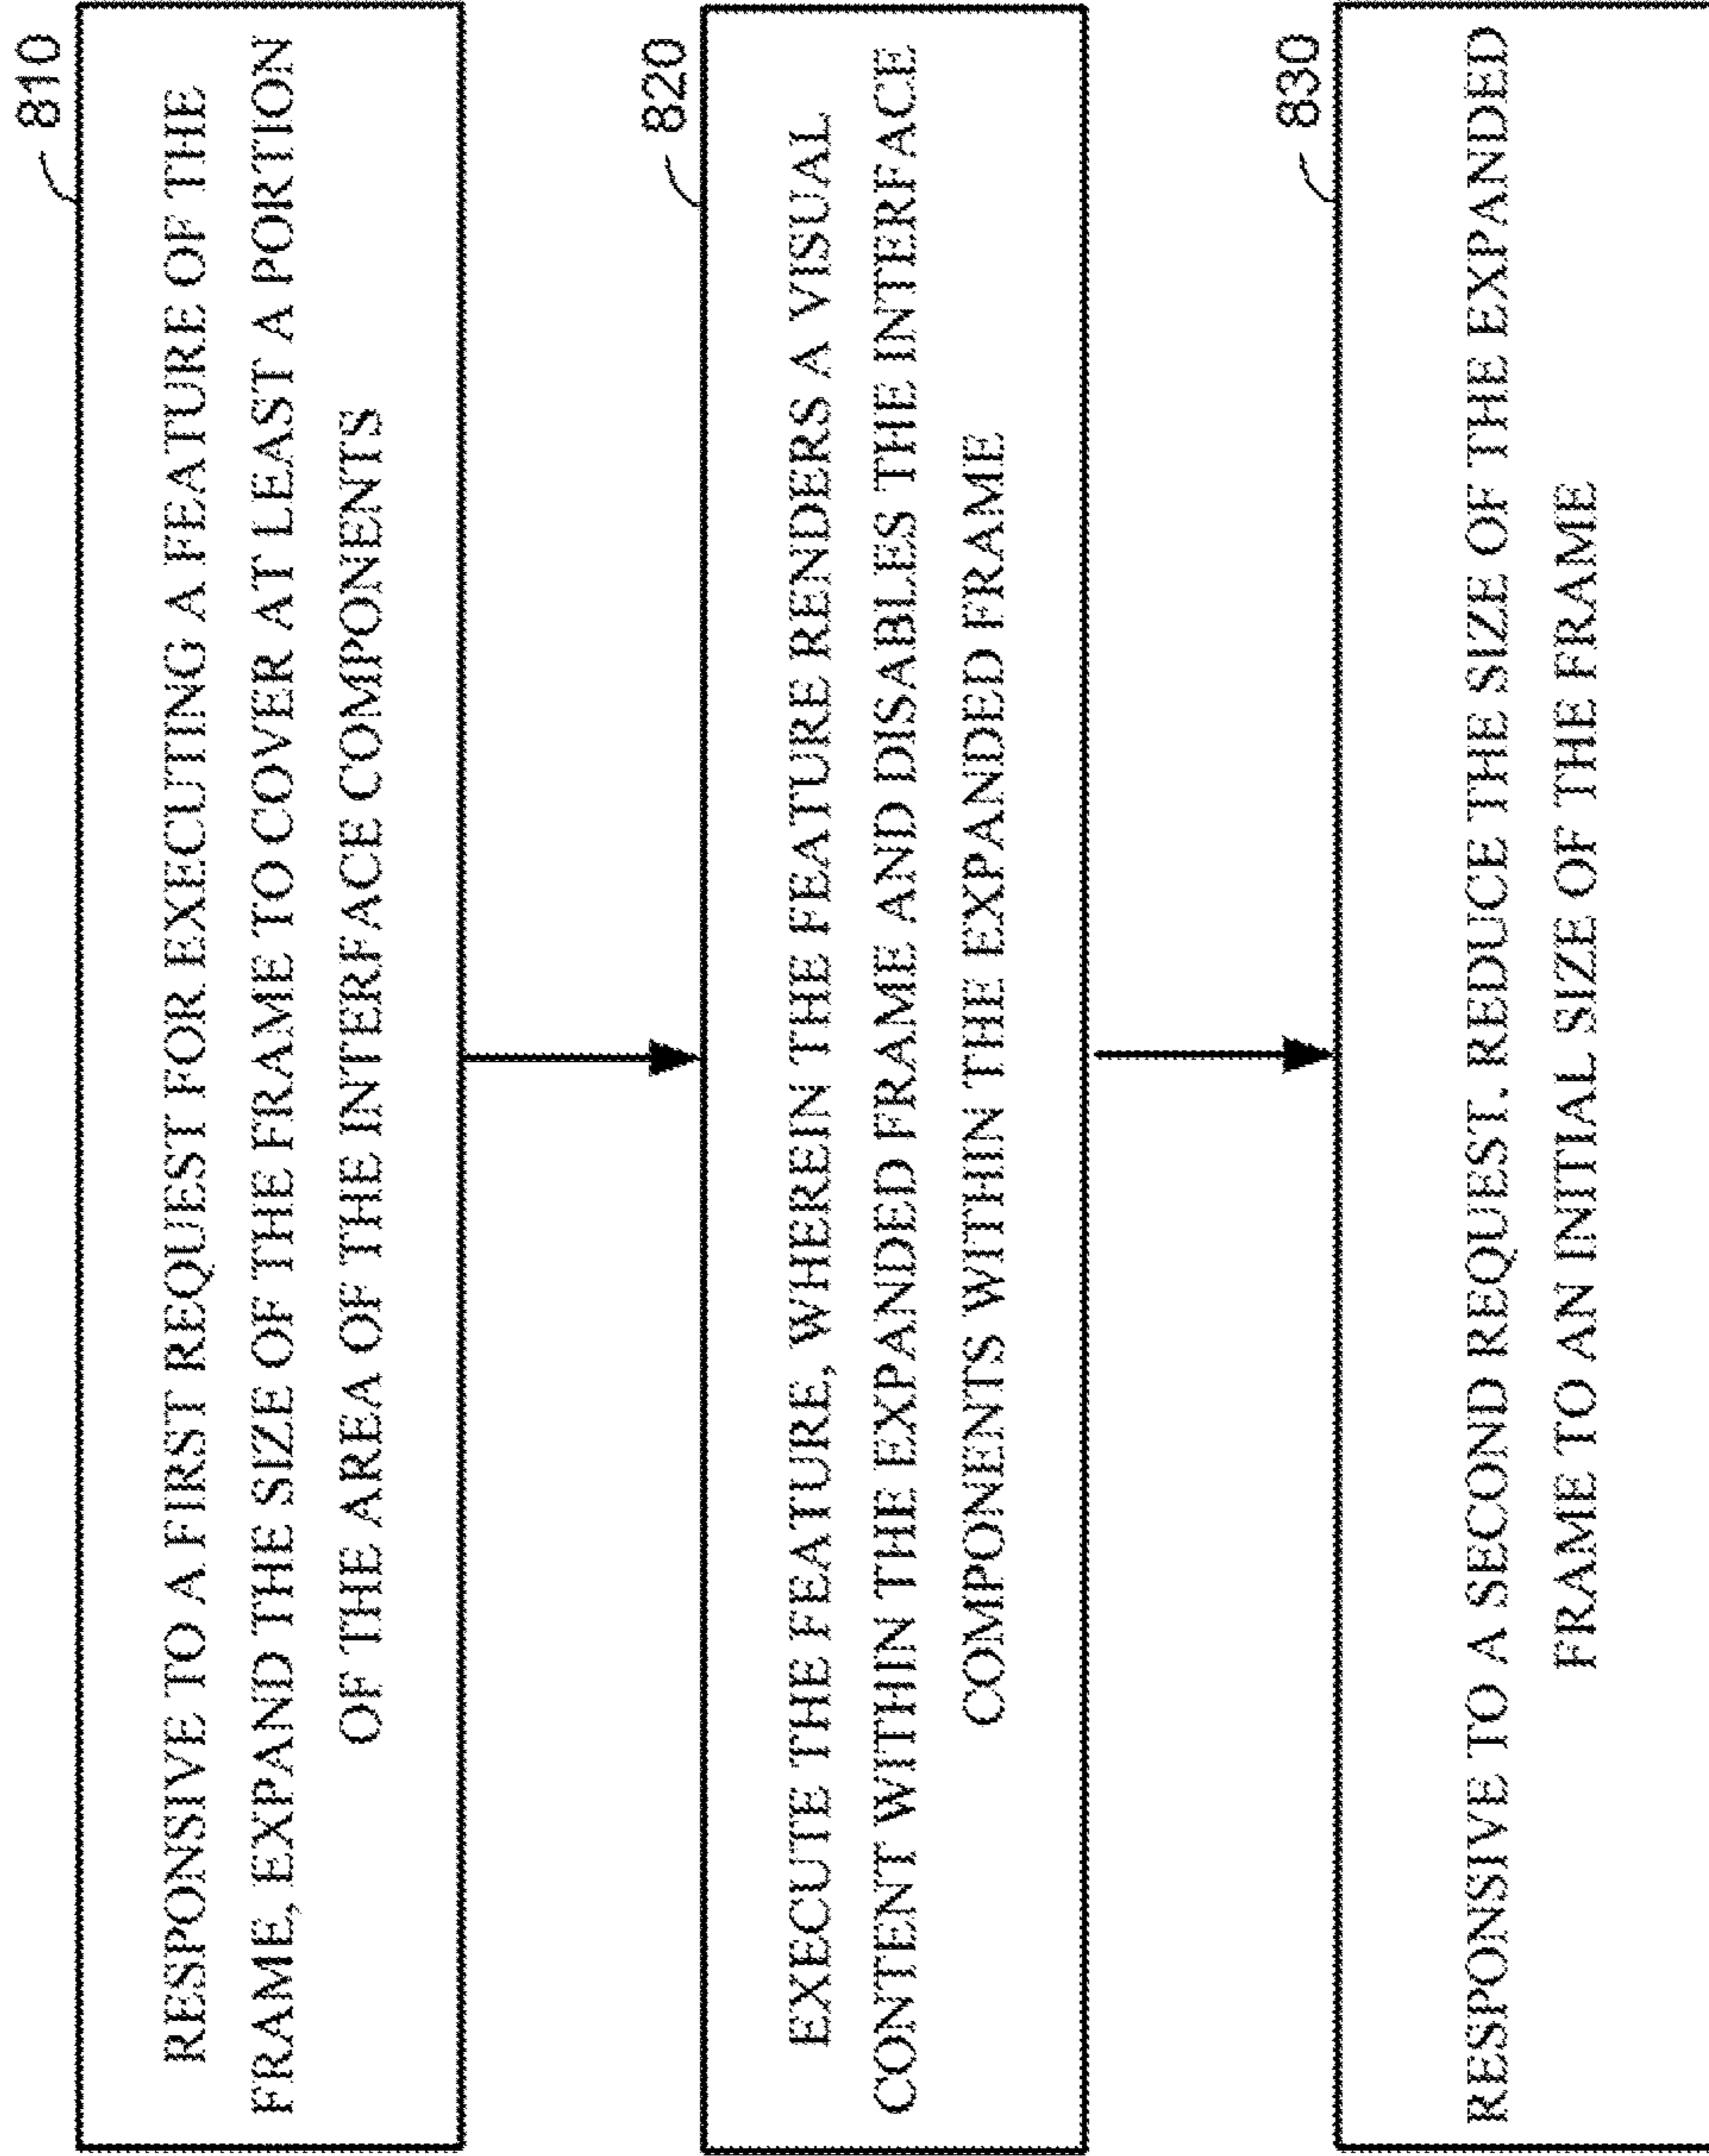 810
RESPONSIVE TO A FIRST REQUEST FOR EXECUTING A FEATURE OF THE
FRAME, EXPAND THE SIZE OF THE FRAME TO COVER AT LEAST A PORTION
OF THE AREA OF THE INTERFACE COMPONENTS
820
EXECUTE THE FEATURE, WHEREIN THE FEATURE RENDERS A VISUAL
CONTENT WITHIN THE EXPANDED FRAME AND DISABLES THE INTERFACE
COMPONENTS WITHIN THE EXPANDED FRAME
830
RESPONSIVE TO A SECOND REQUEST, REDUCE THE SIZE OF THE EXPANDED
FRAME TO AN INITIAL SIZE OF THE FRAME